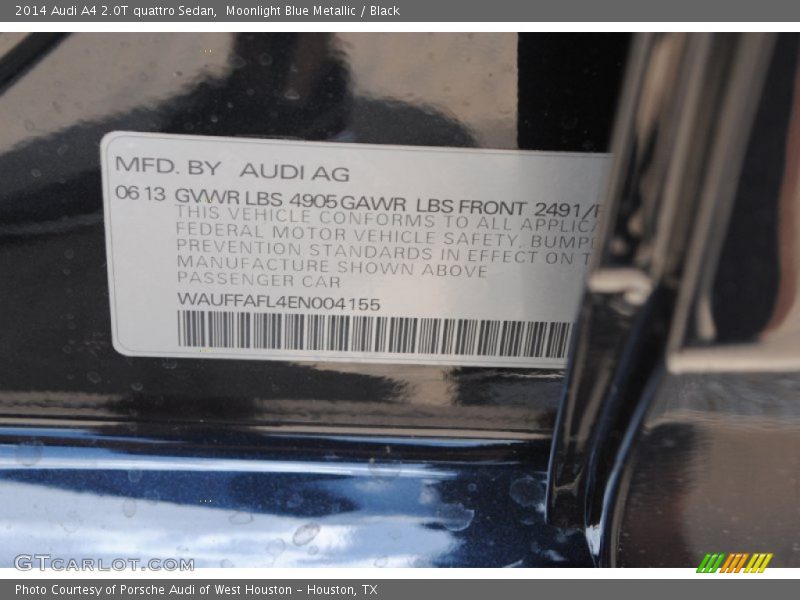 2014 Audi A4 2.0T quattro Sedan,  Moonlight Blue Metallic / Black
MFD. BY AUDI AG
06 13 GVWR LBS 4905 GAWR LBS FRONT 2491/
THIS VEHICLE CONFORMS TO ALL APPLICA
FEDERAL MOTOR VEHICLE SAFETY, BUMPE
PREVENTION STANDARDS IN EFFECT ON T
MANUFACTURE SHOWN ABOVE
PASSENGER CAR
WAUFFAFL4EN004155
GTCARLOT.COM
Photo Courtesy of Porsche Audi of West Houston - Houston, TX